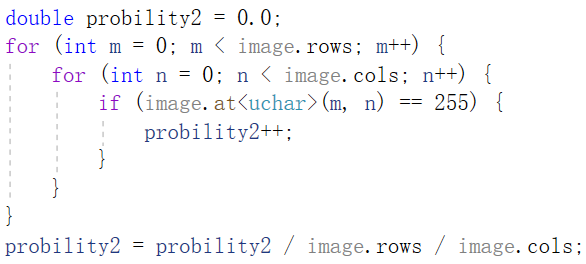 double probility2 = 0.0;
for (int m = 0; m < image.rows; m++) {
    for (int n = 0; n < image.cols; n++) {
        if (image.at<uchar>(m, n) == 255) {
            probility2++;
        }
    }
}
probility2 = probility2 / image.rows / image.cols;